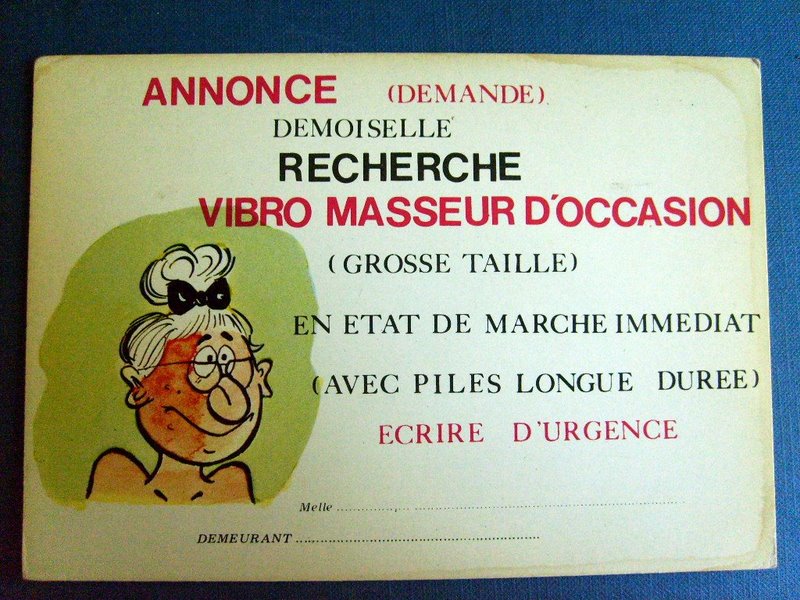 ANNONCE (DEMANDE)
DEMOISELLE
RECHERCHE
VIBRO MASSEUR D'OCCASION
(GROSSE TAILLE)
EN ETAT DE MARCHE IMMEDIAT
(AVEC PILES LONGUE DUREE)
ECRIRE D'URGENCE
Melle ........................................................
DEMEURANT ........................................................